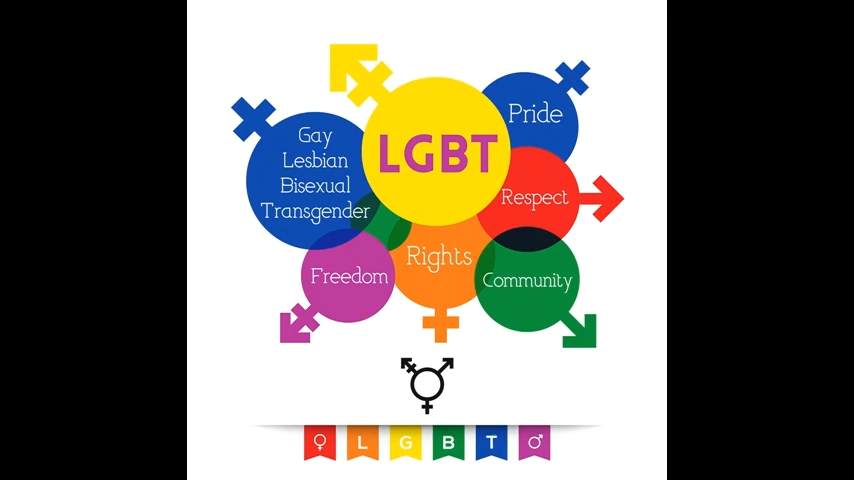 LGBT
Pride
Gay
Lesbian
Bisexual
Transgender
Respect
Rights
Freedom
Community
L G B T